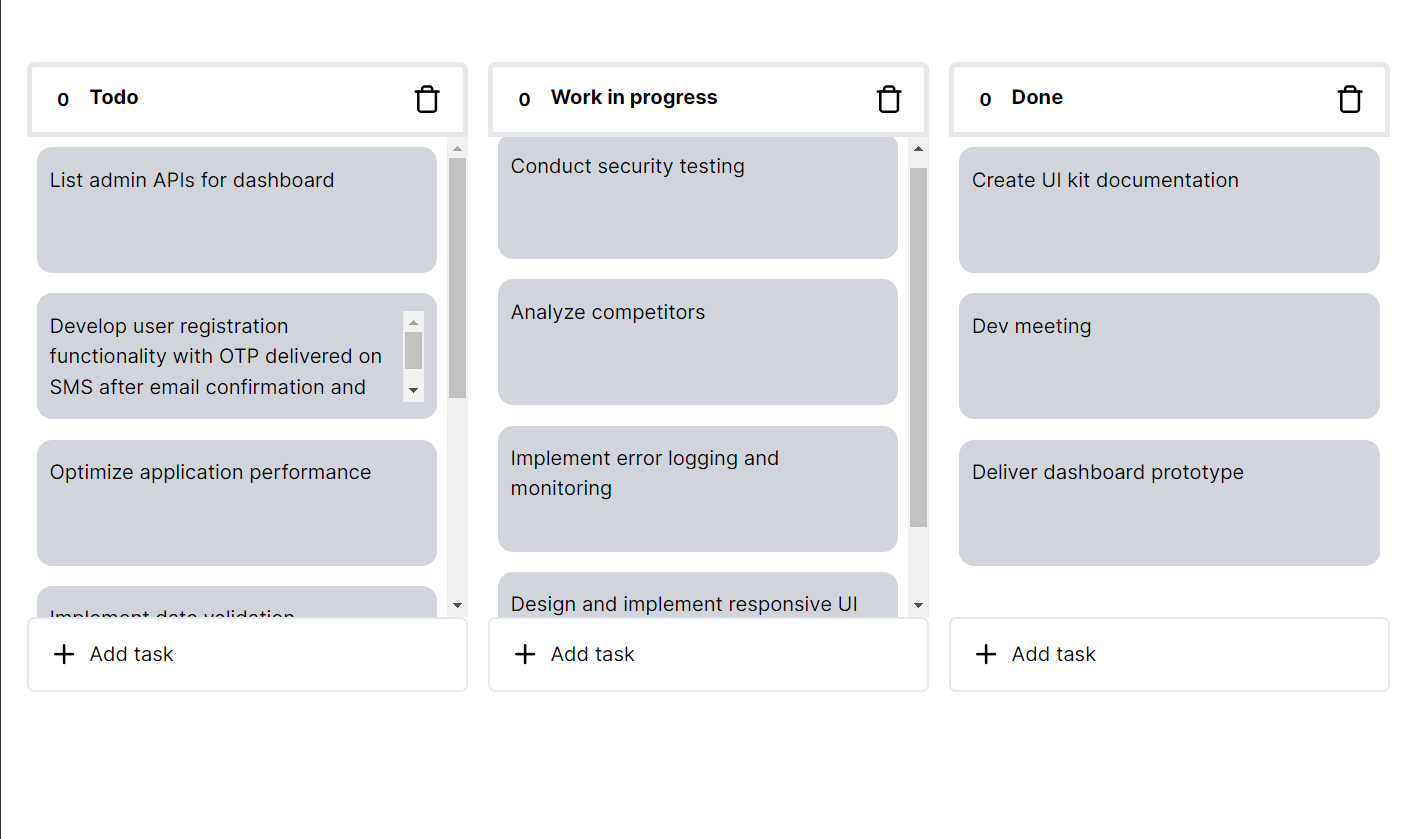 0 Todo
List admin APIs for dashboard
Develop user registration
functionality with OTP delivered on
SMS after email confirmation and
Optimize application performance
Implement data validation
Add task
0 Work in progress
Conduct security testing
Analyze competitors
Implement error logging and
monitoring
Design and implement responsive UI
Add task
0 Done
Create UI kit documentation
Dev meeting
Deliver dashboard prototype
Add task